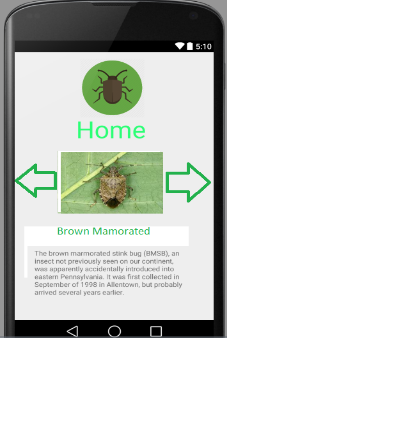 5:10
Home
Brown Mamorated
The brown marmorated stink bug (BMSB), an
insect not previously seen on our continent,
was apparently accidentally introduced into
eastern Pennsylvania. It was first collected in
September of 1998 in Allentown, but probably
arrived several years earlier.